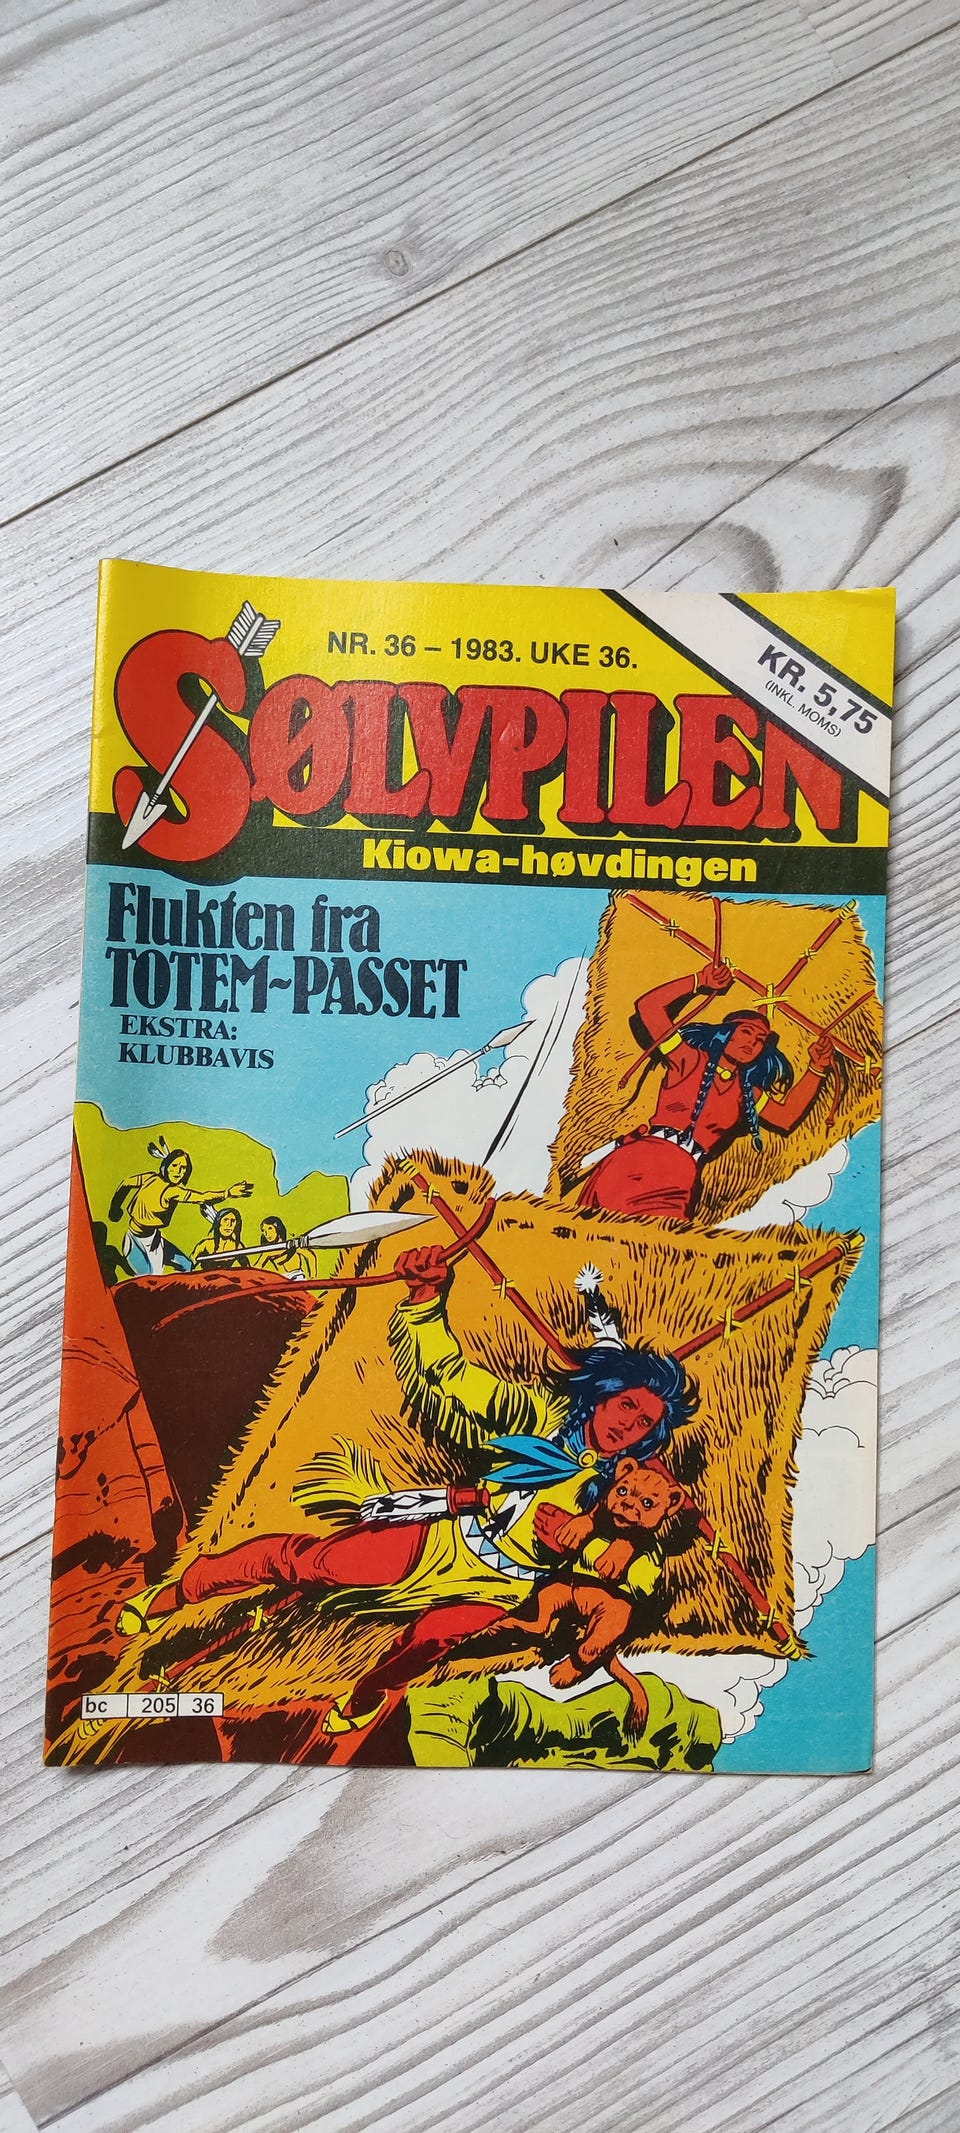 NR. 36 – 1983. UKE 36.
KR. 5,75
(INKL. MOMS)
SØLVPILEN
Kiowa-høvdingen
Flukten fra
TOTEM~PASSET
EKSTRA:
KLUBBAVIS
bc 205 36